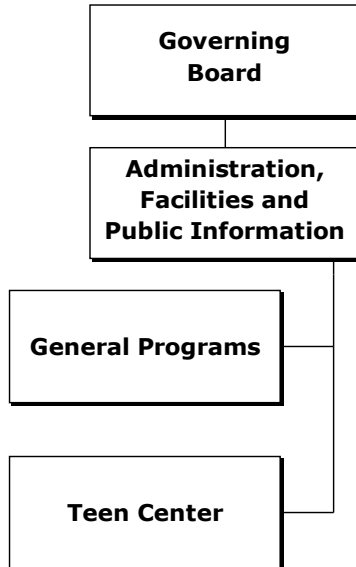 Governing
Board
Administration,
Facilities and
Public Information
General Programs
Teen Center